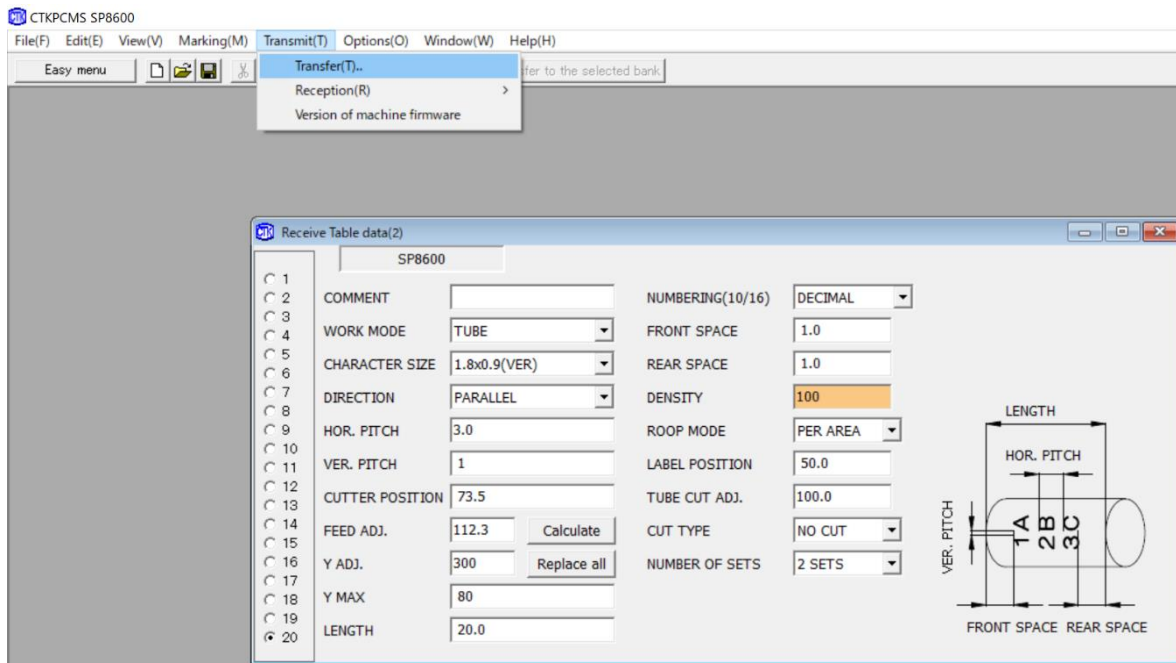 CTKPCMS SP8600
File(F) Edit(E) View(V) Marking(M) Transmit(T) Options(O) Window(W) Help(H)
Easy menu
fer to the selected bank
Transfer(T)..
Reception(R)
Version of machine firmware
CTK Receive Table data(2)
SP8600
1
2
3
4
5
6
7
8
9
10
11
12
13
14
15
16
17
18
19
20
COMMENT
WORK MODE TUBE
CHARACTER SIZE 1.8x0.9(VER)
DIRECTION PARALLEL
HOR. PITCH 3.0
VER. PITCH 1
CUTTER POSITION 73.5
FEED ADJ. 112.3 Calculate
Y ADJ. 300 Replace all
Y MAX 80
LENGTH 20.0
NUMBERING(10/16) DECIMAL
FRONT SPACE 1.0
REAR SPACE 1.0
DENSITY 100
ROOP MODE PER AREA
LABEL POSITION 50.0
TUBE CUT ADJ. 100.0
CUT TYPE NO CUT
NUMBER OF SETS 2 SETS
LENGTH
HOR. PITCH
VER. PITCH
1A
2B
3C
FRONT SPACE REAR SPACE